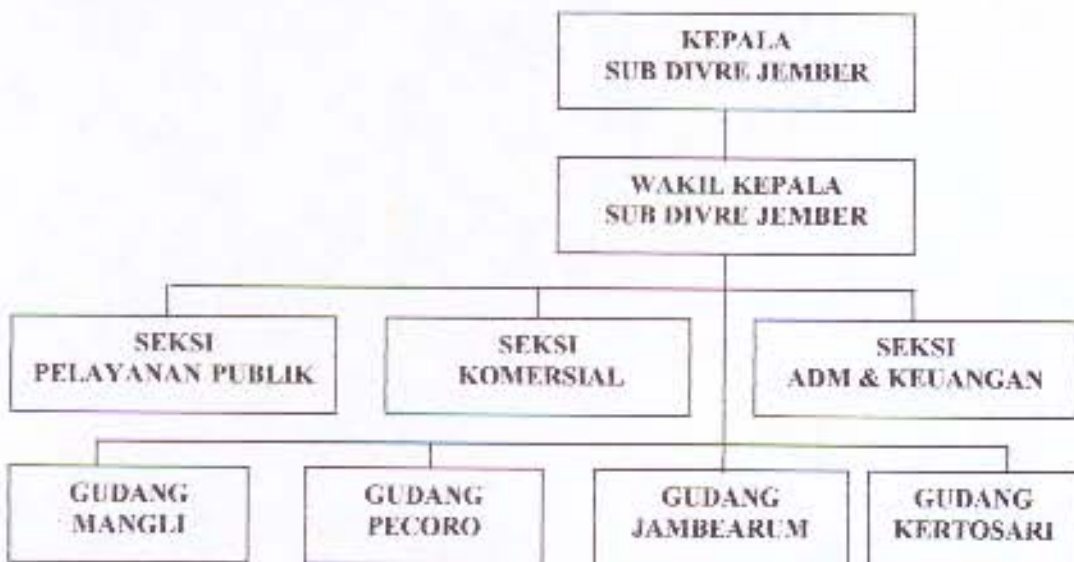 KEPALA
SUB DIVRE JEMBER
WAKIL KEPALA
SUB DIVRE JEMBER
SEKSI
PELAYANAN PUBLIK
SEKSI
KOMERSIAL
SEKSI
ADM & KEUANGAN
GUDANG
MANGLI
GUDANG
PECORO
GUDANG
JAMBEARUM
GUDANG
KERTOSARI